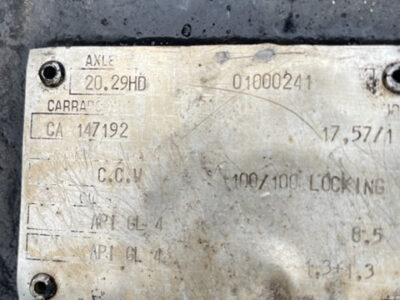 AXLE
20.29HD 01000241
CARRARO
CA 147192 17,57/1
C.C.W 100/100 LOCKING
API GL 4 8.5
API GL 4 1.3+1.3